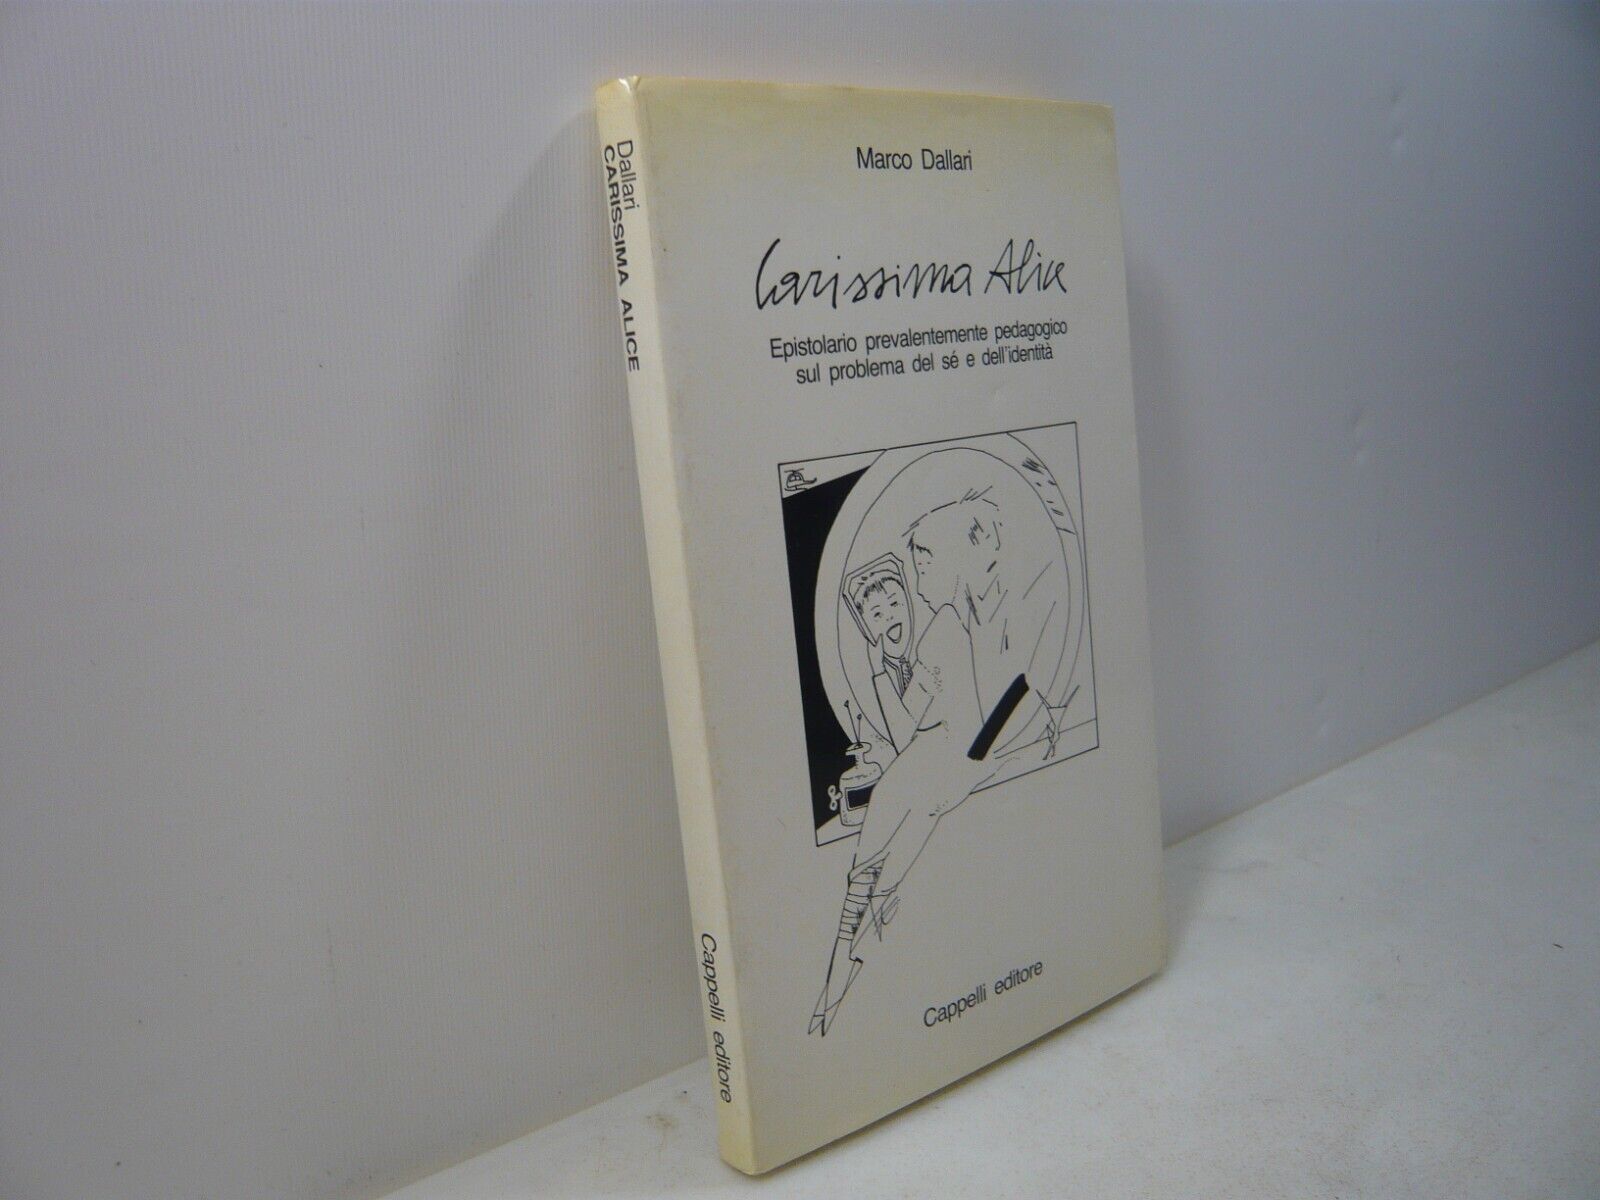 Marco Dallari
Carissima Alice
Epistolario prevalentemente pedagogico
sul problema del sé e dell'identità
Cappelli editore
Dallari
CARISSIMA ALICE
Cappelli editore